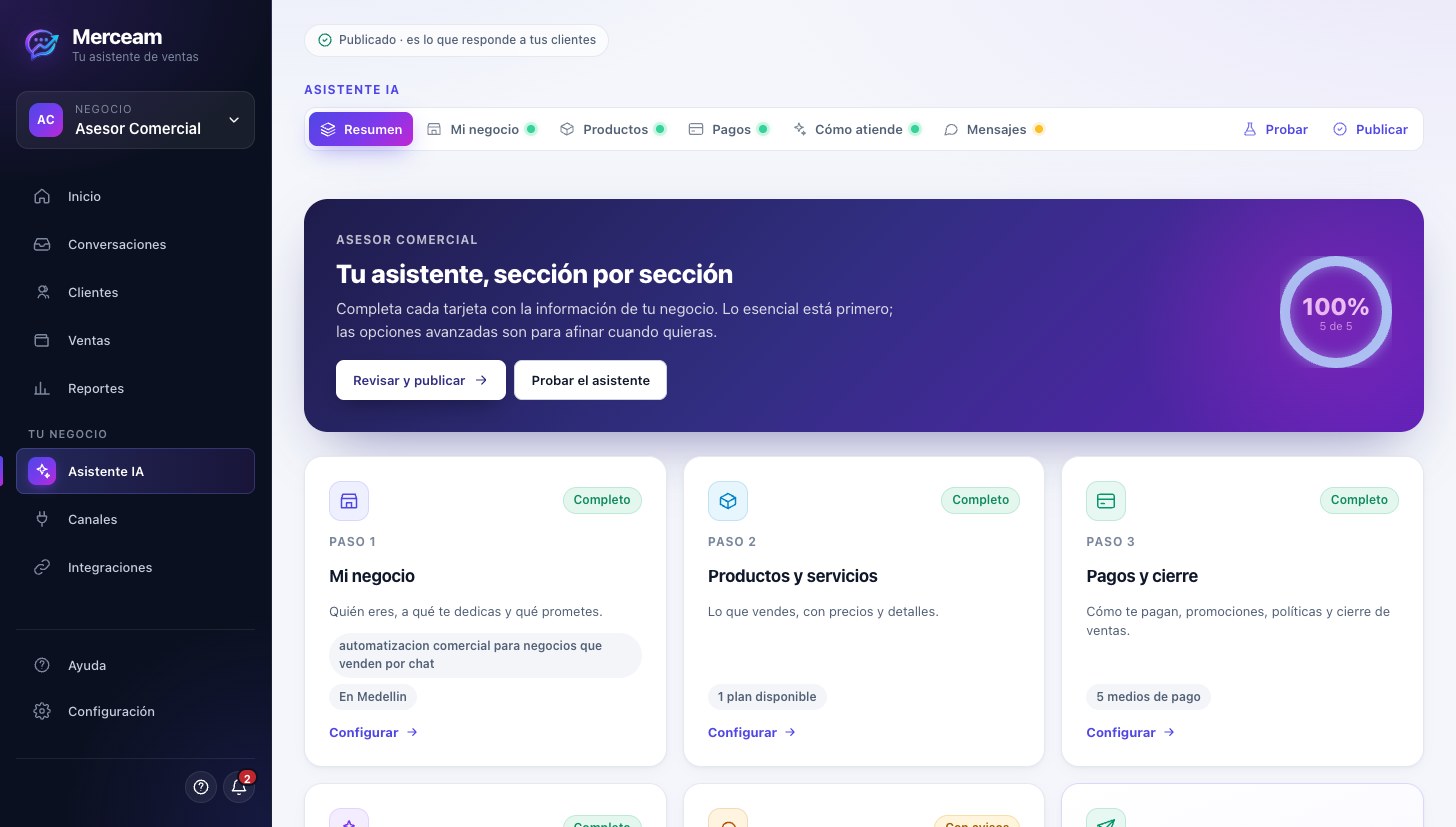 Merceam
Tu asistente de ventas
AC
NEGOCIO
Asesor Comercial
Inicio
Conversaciones
Clientes
Ventas
Reportes
TU NEGOCIO
Asistente IA
Canales
Integraciones
Ayuda
Configuración
2
Publicado · es lo que responde a tus clientes
ASISTENTE IA
Resumen
Mi negocio
Productos
Pagos
Cómo atiende
Mensajes
Probar
Publicar
ASESOR COMERCIAL
Tu asistente, sección por sección
Completa cada tarjeta con la información de tu negocio. Lo esencial está primero;
las opciones avanzadas son para afinar cuando quieras.
Revisar y publicar
Probar el asistente
100%
5 de 5
Completo
PASO 1
Mi negocio
Quién eres, a qué te dedicas y qué prometes.
automatizacion comercial para negocios que
venden por chat
En Medellin
Configurar
Completo
PASO 2
Productos y servicios
Lo que vendes, con precios y detalles.
1 plan disponible
Configurar
Completo
PASO 3
Pagos y cierre
Cómo te pagan, promociones, políticas y cierre de
ventas.
5 medios de pago
Configurar
Completo
Con avisos